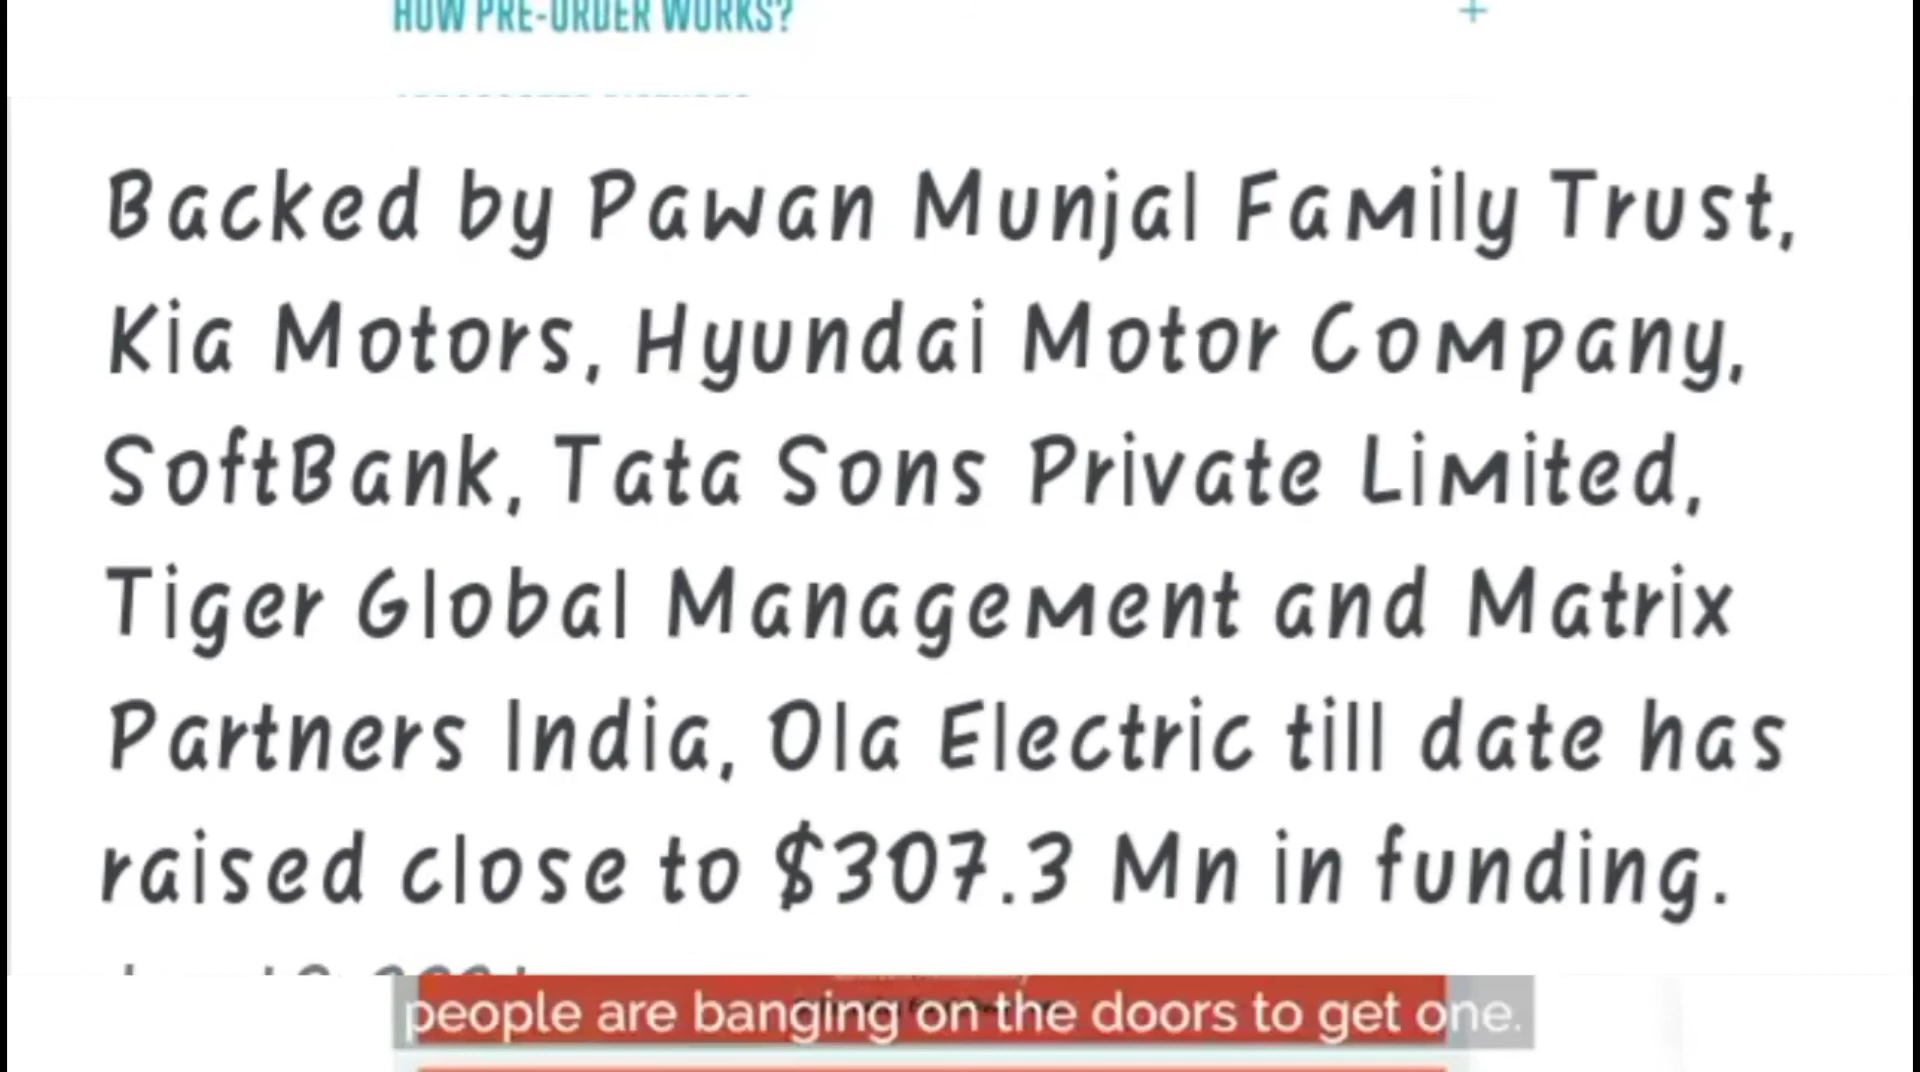 HOW PRE-ORDER WORKS?
+
Backed by Pawan Munjal Family Trust,
Kia Motors, Hyundai Motor Company,
SoftBank, Tata Sons Private Limited,
Tiger Global Management and Matrix
Partners India, Ola Electric till date has
raised close to $307.3 Mn in funding.
people are banging on the doors to get one.